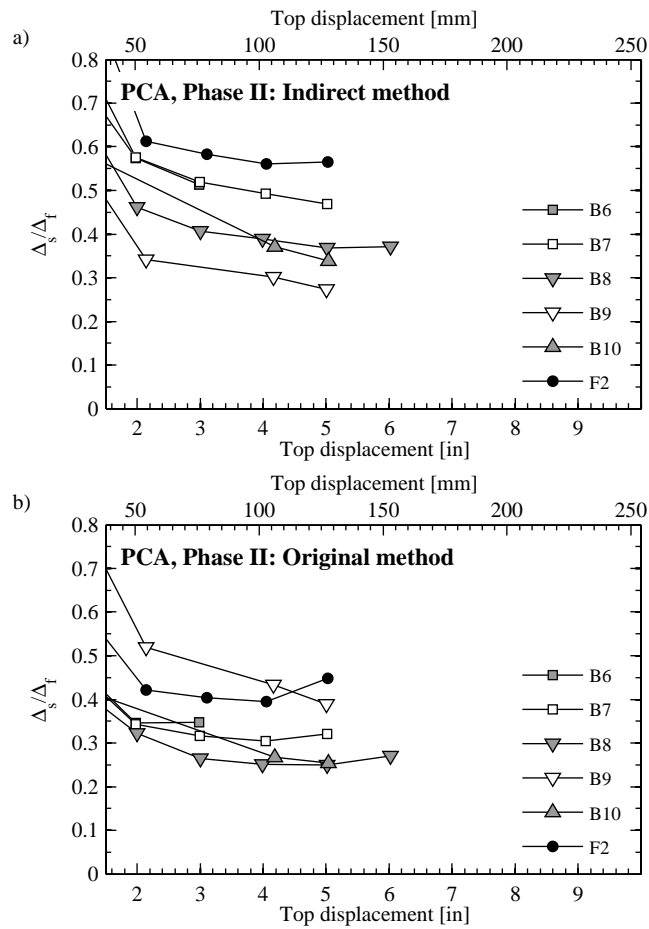 Top displacement [mm]
a)
50 100 150 200 250
0.8
PCA, Phase II: Indirect method
0.7
0.6
0.5
0.4
0.3
0.2
0.1
0
Δs/Δf
B6
B7
B8
B9
B10
F2
2 3 4 5 6 7 8 9
Top displacement [in]
b)
Top displacement [mm]
50 100 150 200 250
0.8
PCA, Phase II: Original method
0.7
0.6
0.5
0.4
0.3
0.2
0.1
0
Δs/Δf
B6
B7
B8
B9
B10
F2
2 3 4 5 6 7 8 9
Top displacement [in]